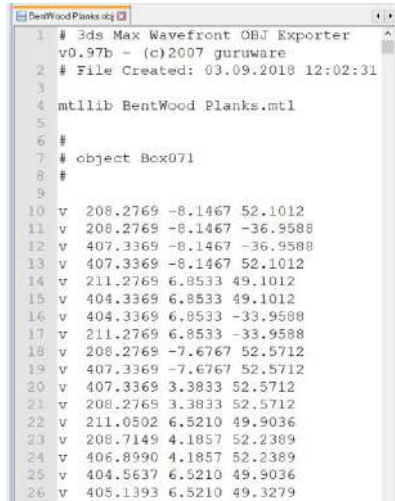 BentWood Planks.obj
1 # 3ds Max Wavefront OBJ Exporter
v0.97b - (c)2007 guruware
2 # File Created: 03.09.2018 12:02:31
3
4 mtllib BentWood Planks.mtl
5
6 #
7 # object Box071
8 #
9
10 v  208.2769 -8.1467 52.1012
11 v  208.2769 -8.1467 -36.9588
12 v  407.3369 -8.1467 -36.9588
13 v  407.3369 -8.1467 52.1012
14 v  211.2769 6.8533 49.1012
15 v  404.3369 6.8533 49.1012
16 v  404.3369 6.8533 -33.9588
17 v  211.2769 6.8533 -33.9588
18 v  208.2769 -7.6767 52.5712
19 v  407.3369 -7.6767 52.5712
20 v  407.3369 3.3833 52.5712
21 v  208.2769 3.3833 52.5712
22 v  211.0502 6.5210 49.9036
23 v  208.7149 4.1857 52.2389
24 v  406.8990 4.1857 52.2389
25 v  404.5637 6.5210 49.9036
26 v  405.1393 6.5210 49.3279